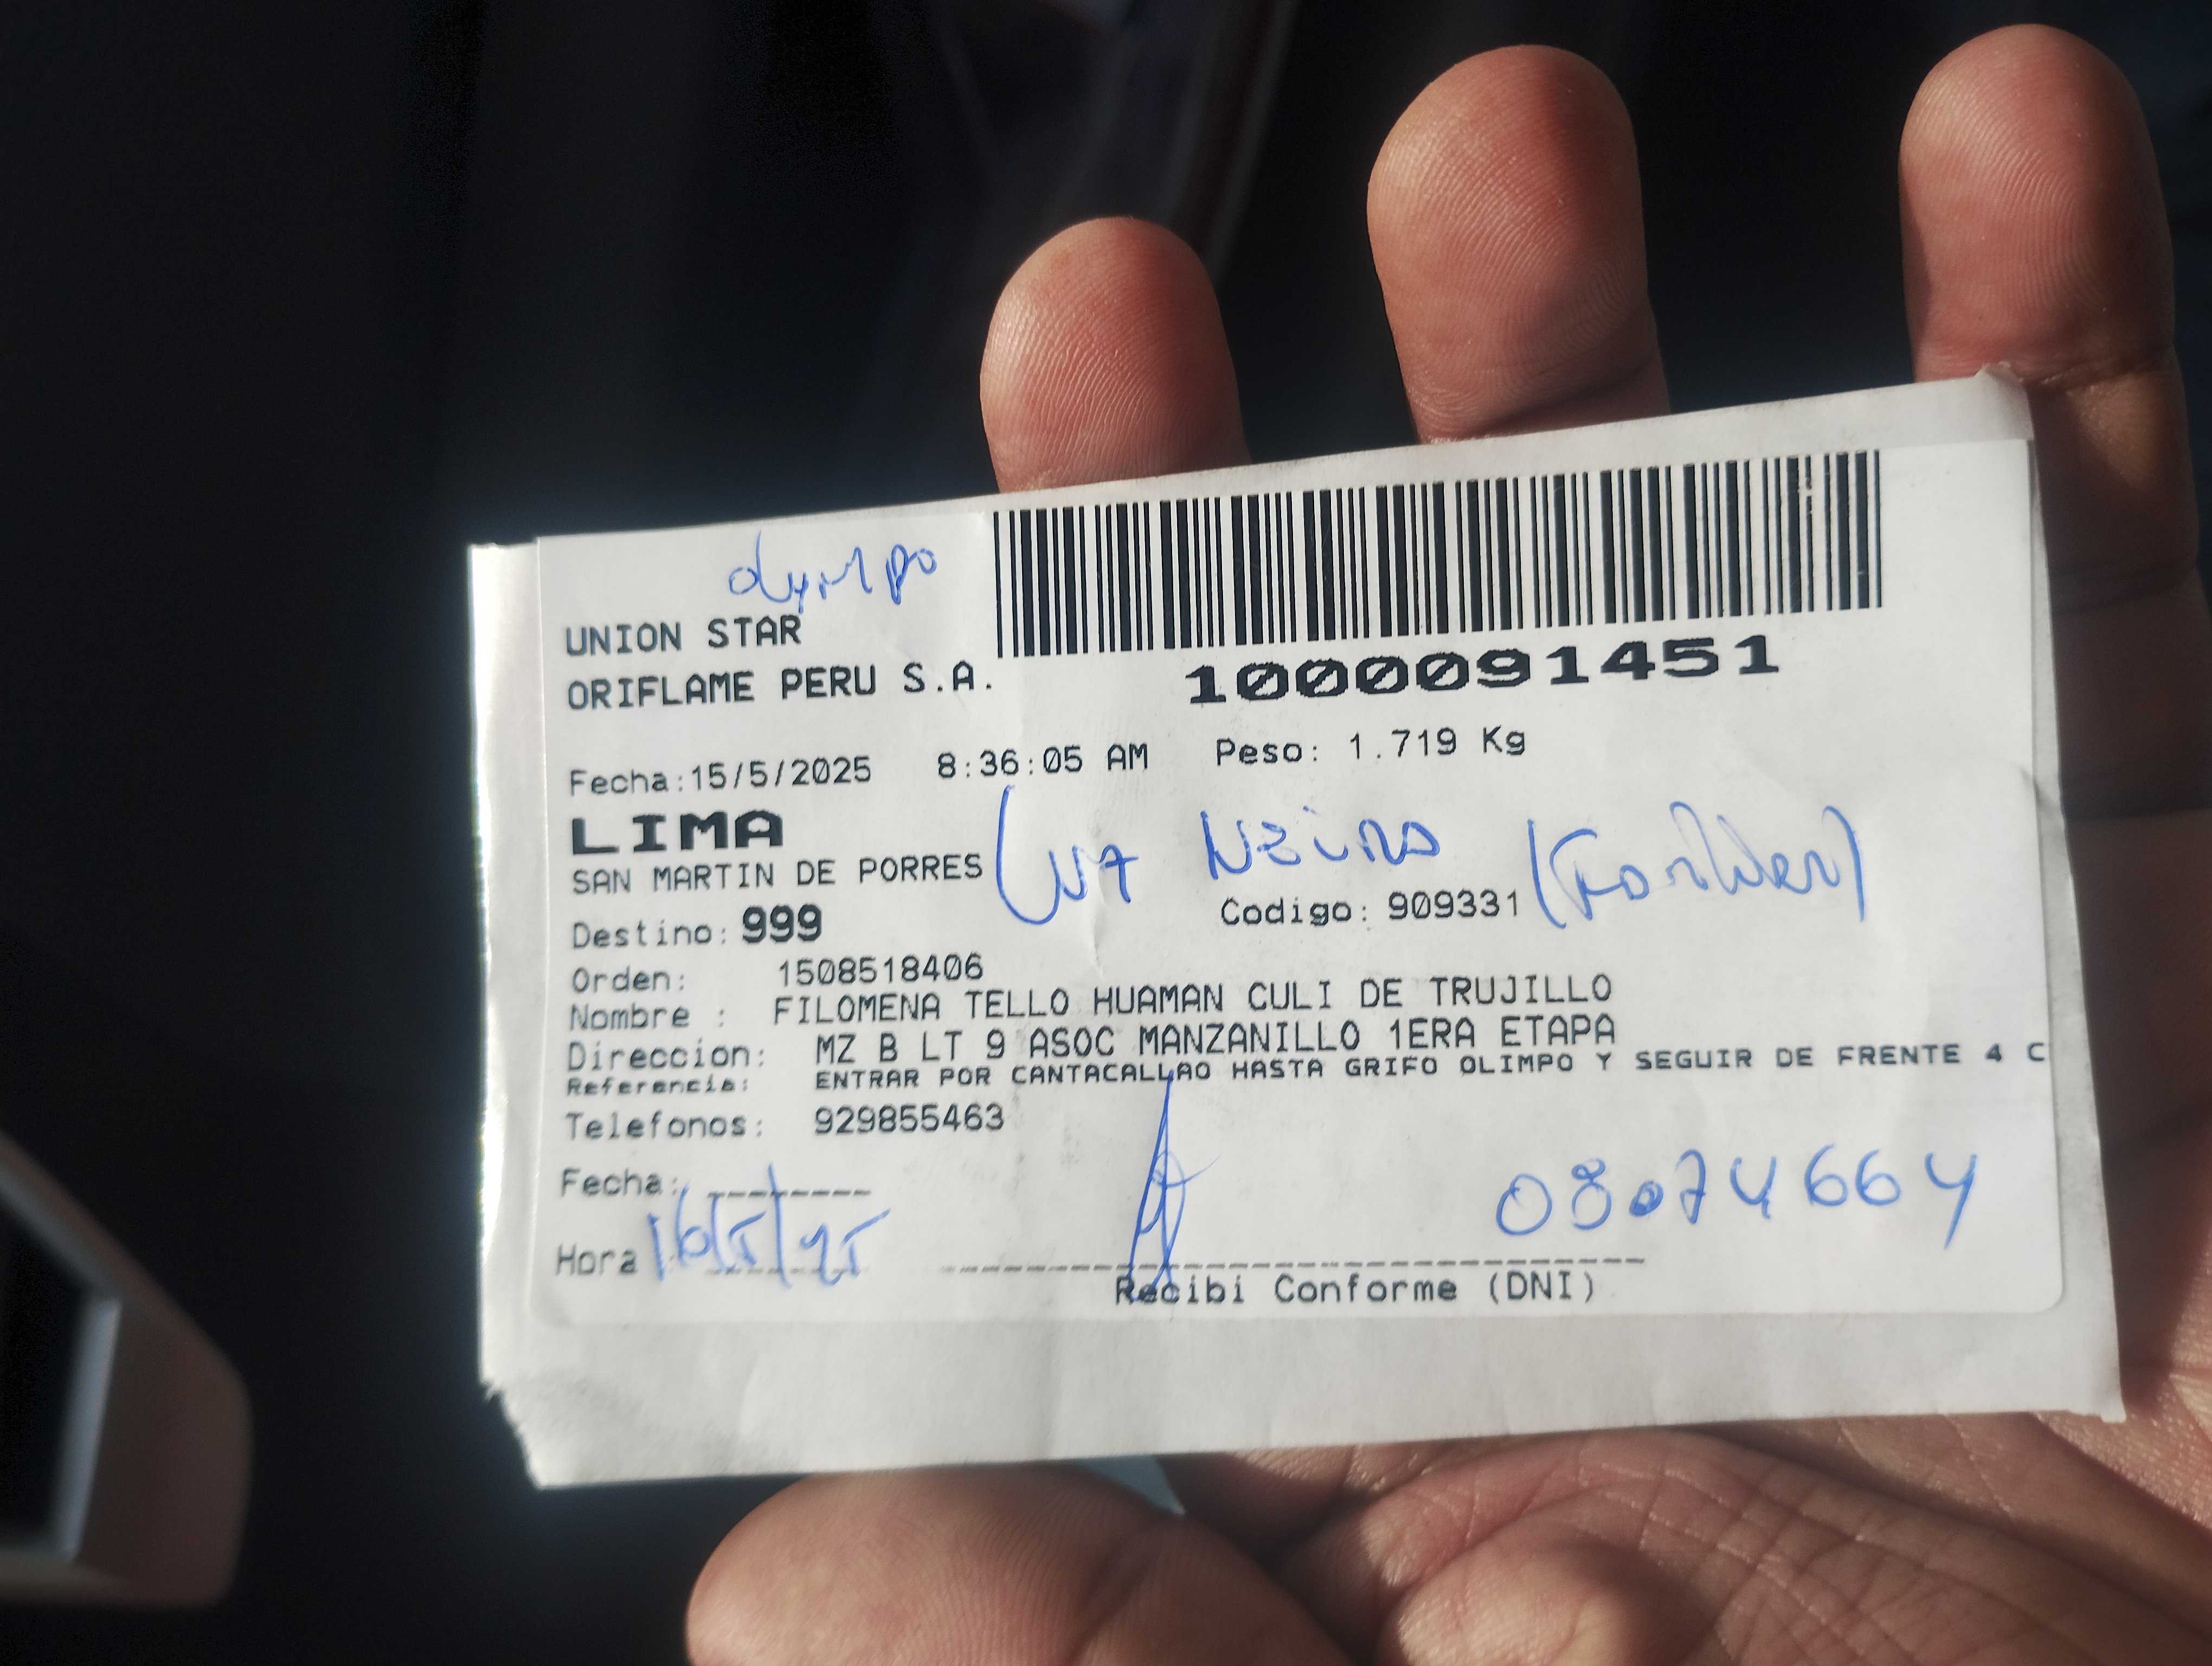 olympo
UNION STAR
ORIFLAME PERU S.A.
1000091451
Fecha:15/5/2025 8:36:05 AM Peso: 1.719 Kg
LIMA
SAN MARTIN DE PORRES
Luz Neira
Destino: 999 Codigo: 909331
Orden: 1508518406
Nombre : FILOMENA TELLO HUAMAN CULI DE TRUJILLO
Direccion: MZ B LT 9 ASOC MANZANILLO 1ERA ETAPA
Referencia: ENTRAR POR CANTACALLAO HASTA GRIFO OLIMPO Y SEGUIR DE FRENTE 4 C
Telefonos: 929855463
Fecha:
16/5/25
08074664
Hora
Recibi Conforme (DNI)